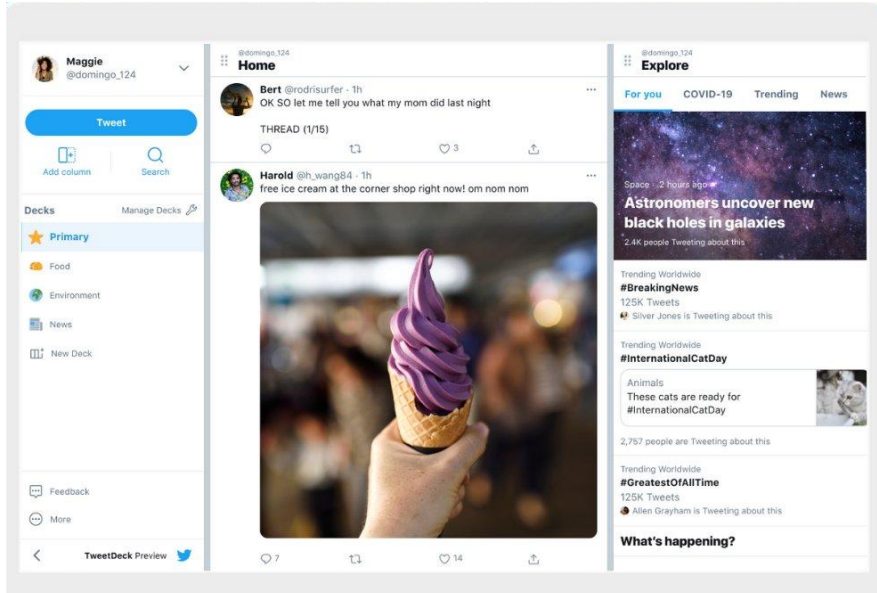 Maggie
@domingo_124
Tweet
Add column
Search
Decks
Manage Decks
Primary
Food
Environment
News
New Deck
Feedback
More
TweetDeck Preview
@domingo_124
Home
Bert @rodrisurfer · 1h
OK SO let me tell you what my mom did last night
THREAD (1/15)
3
Harold @h_wang84 · 1h
free ice cream at the corner shop right now! om nom nom
7
14
@domingo_124
Explore
For you
COVID-19
Trending
News
Space · 2 hours ago
Astronomers uncover new
black holes in galaxies
2.4K people Tweeting about this
Trending Worldwide
#BreakingNews
125K Tweets
Silver Jones is Tweeting about this
Trending Worldwide
#InternationalCatDay
Animals
These cats are ready for
#InternationalCatDay
2,757 people are Tweeting about this
Trending Worldwide
#GreatestOfAllTime
125K Tweets
Allen Grayham is Tweeting about this
What's happening?